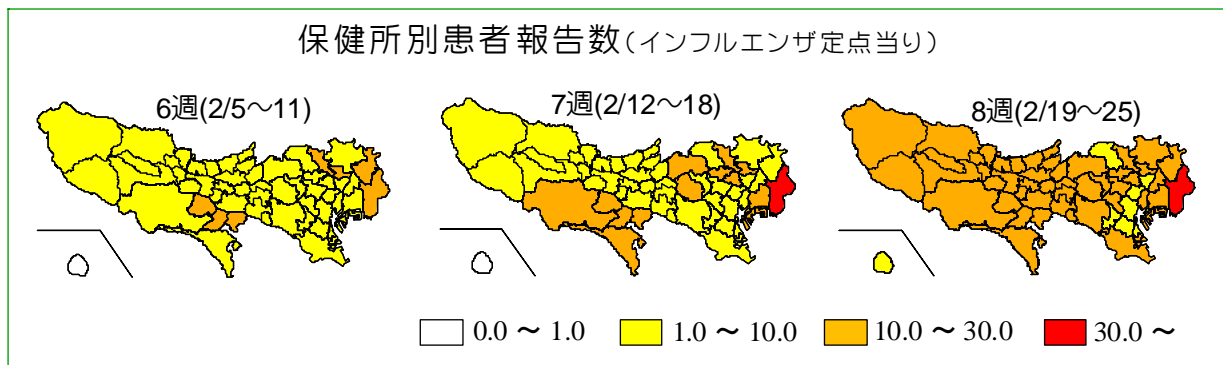 保健所別患者報告数(インフルエンザ定点当り)
6週(2/5～11)
7週(2/12～18)
8週(2/19～25)
0.0 ～ 1.0
1.0 ～ 10.0
10.0 ～ 30.0
30.0 ～